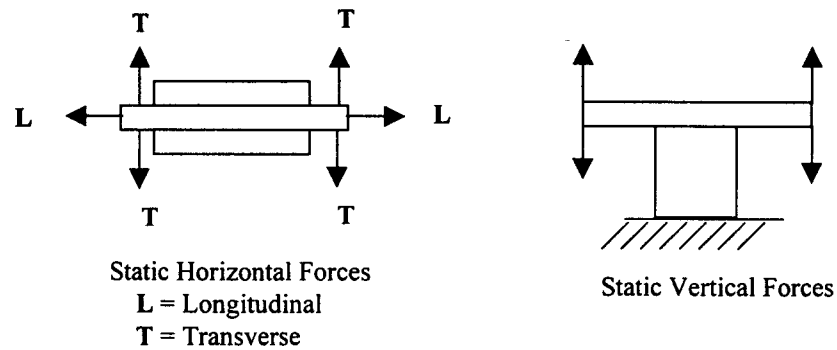 T T
L L
T T
Static Horizontal Forces
L = Longitudinal
T = Transverse
Static Vertical Forces